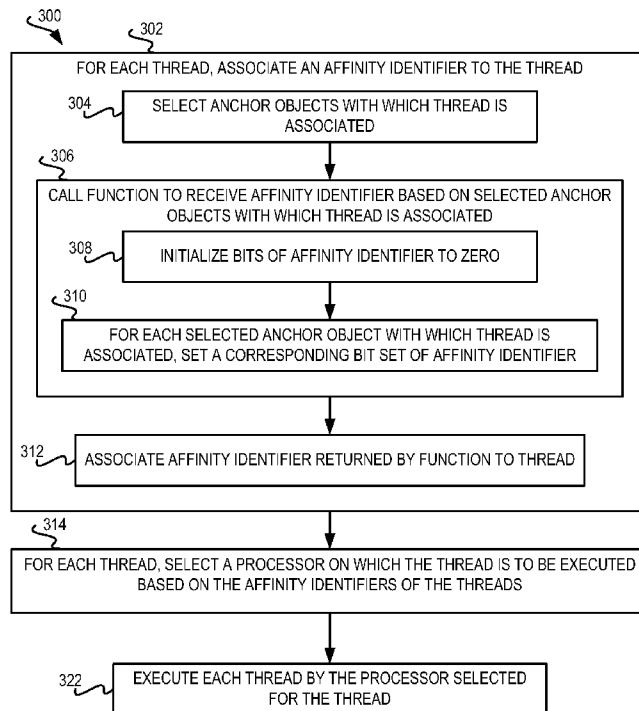 300
302
FOR EACH THREAD, ASSOCIATE AN AFFINITY IDENTIFIER TO THE THREAD
304
SELECT ANCHOR OBJECTS WITH WHICH THREAD IS
ASSOCIATED
306
CALL FUNCTION TO RECEIVE AFFINITY IDENTIFIER BASED ON SELECTED ANCHOR
OBJECTS WITH WHICH THREAD IS ASSOCIATED
308
INITIALIZE BITS OF AFFINITY IDENTIFIER TO ZERO
310
FOR EACH SELECTED ANCHOR OBJECT WITH WHICH THREAD IS
ASSOCIATED, SET A CORRESPONDING BIT SET OF AFFINITY IDENTIFIER
312
ASSOCIATE AFFINITY IDENTIFIER RETURNED BY FUNCTION TO THREAD
314
FOR EACH THREAD, SELECT A PROCESSOR ON WHICH THE THREAD IS TO BE EXECUTED
BASED ON THE AFFINITY IDENTIFIERS OF THE THREADS
322
EXECUTE EACH THREAD BY THE PROCESSOR SELECTED
FOR THE THREAD